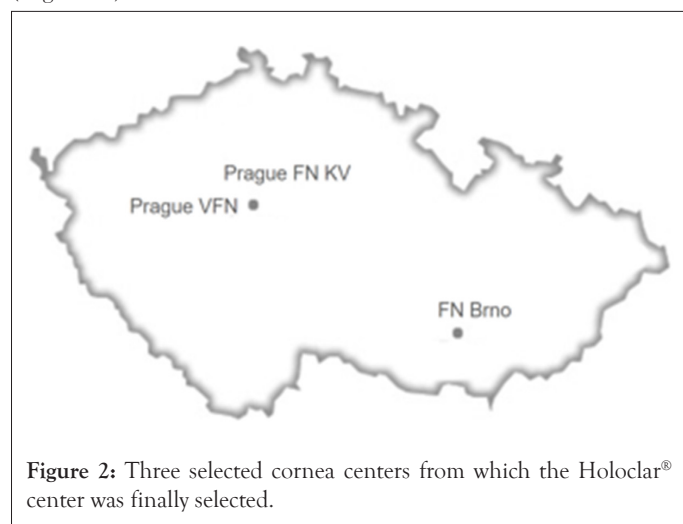 Prague FN KV
Prague VFN
FN Brno
Figure 2: Three selected cornea centers from which the Holoclar®
center was finally selected.